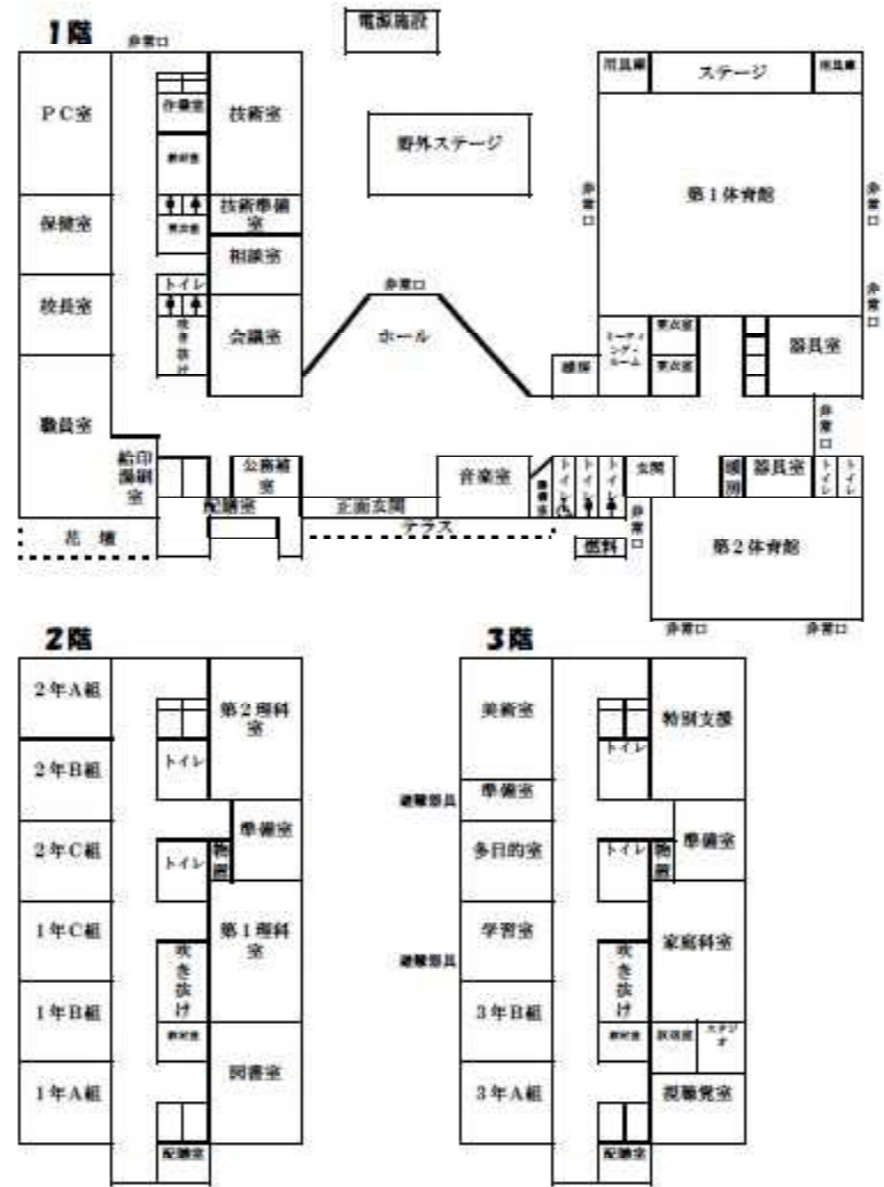 1階
非常口
電源施設
用具庫
ステージ
用具庫
PC室
作業室
技術室
野外ステージ
第1体育館
教材室
非常口
非常口
保健室
技術準備室
更衣室
相談室
トイレ
非常口
非常口
校長室
吹き抜け
会議室
ホール
ミーティング・ルーム
更衣室
更衣室
器具室
暖房
職員室
非常口
給湯
印刷室
公務補室
音楽室
準備室
トイレ
トイレ
トイレ
玄関
暖房
器具室
トイレ
トイレ
配膳室
正面玄関
テラス
非常口
花壇
燃料
第2体育館
非常口
非常口
2階
2年A組
第2理科室
2年B組
トイレ
準備室
2年C組
トイレ
物置
1年C組
第1理科室
吹き抜け
1年B組
教材室
図書室
1年A組
配膳室
3階
美術室
特別支援
トイレ
準備室
避難器具
準備室
多目的室
トイレ
物置
学習室
家庭科室
避難器具
吹き抜け
3年B組
教材室
放送室
スタジオ
3年A組
視聴覚室
配膳室